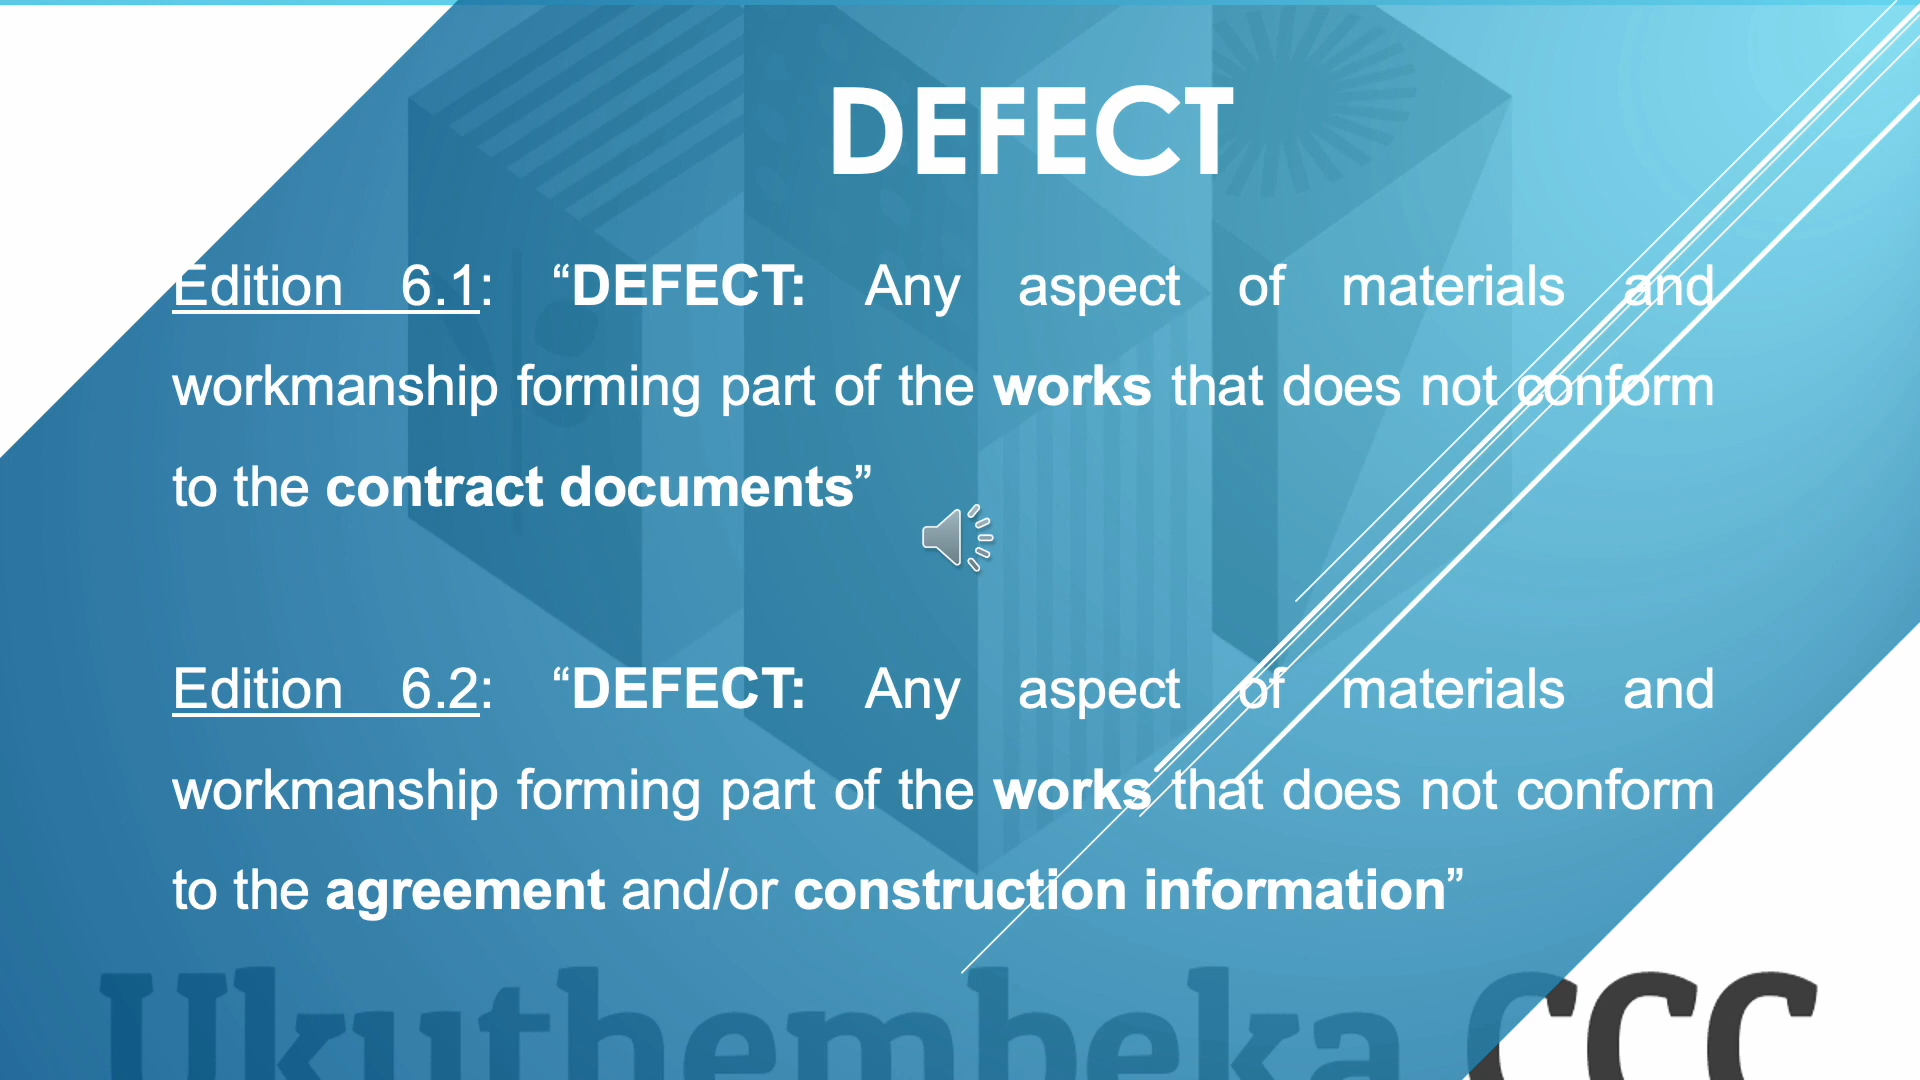 DEFECT
Edition 6.1: “DEFECT: Any aspect of materials and
workmanship forming part of the works that does not conform
to the contract documents”
Edition 6.2: “DEFECT: Any aspect of materials and
workmanship forming part of the works that does not conform
to the agreement and/or construction information”
Ukuthembeka CCC